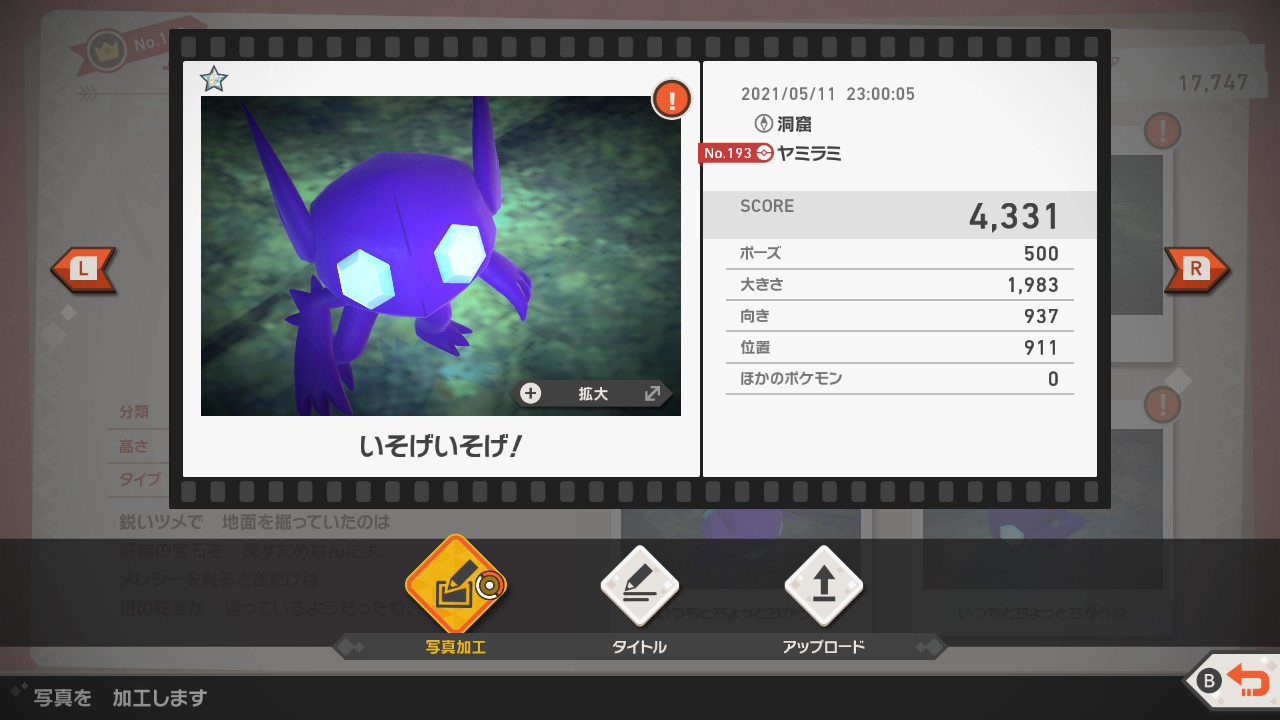 No.1
17,747
!
2021/05/11 23:00:05
洞窟
No.193 ヤミラミ
SCORE 4,331
ポーズ 500
大きさ 1,983
向き 937
位置 911
ほかのポケモン 0
+ 拡大
いそげいそげ!
L
R
!
!
分類
高さ
タイプ
鋭いツメで 地面を掘っていたのは
好物の宝石を 探すためなんだよ。
メレシーを見るときだけは
目の輝きが 違っているようだったわ
いつもとちょっとちがう
いつもとちょっとちがうね
写真加工
タイトル
アップロード
B
写真を 加工します